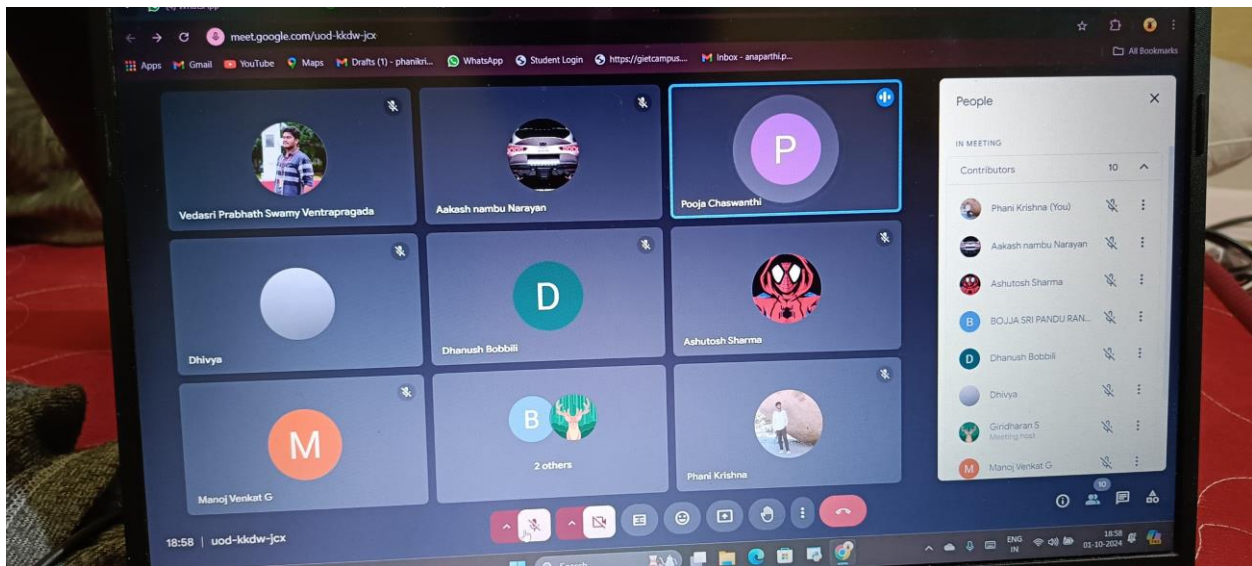 meet.google.com/uod-kkdw-jcx
All Bookmarks
Apps Gmail YouTube Maps Drafts (1) - phanikri... WhatsApp Student Login https://gietcampus.... Inbox - anaparthi.p...
Vedasri Prabhath Swamy Ventrapragada
Aakash nambu Narayan
P
Pooja Chaswanthi
Dhivya
D
Dhanush Bobbili
Ashutosh Sharma
M
Manoj Venkat G
B
2 others
Phani Krishna
People
IN MEETING
Contributors 10
Phani Krishna (You)
Aakash nambu Narayan
Ashutosh Sharma
B BOJJA SRI PANDU RAN...
D Dhanush Bobbili
Dhivya
Giridharan S
Meeting host
M Manoj Venkat G
10
18:58 | uod-kkdw-jcx
ENG
IN
18:58
01-10-2024